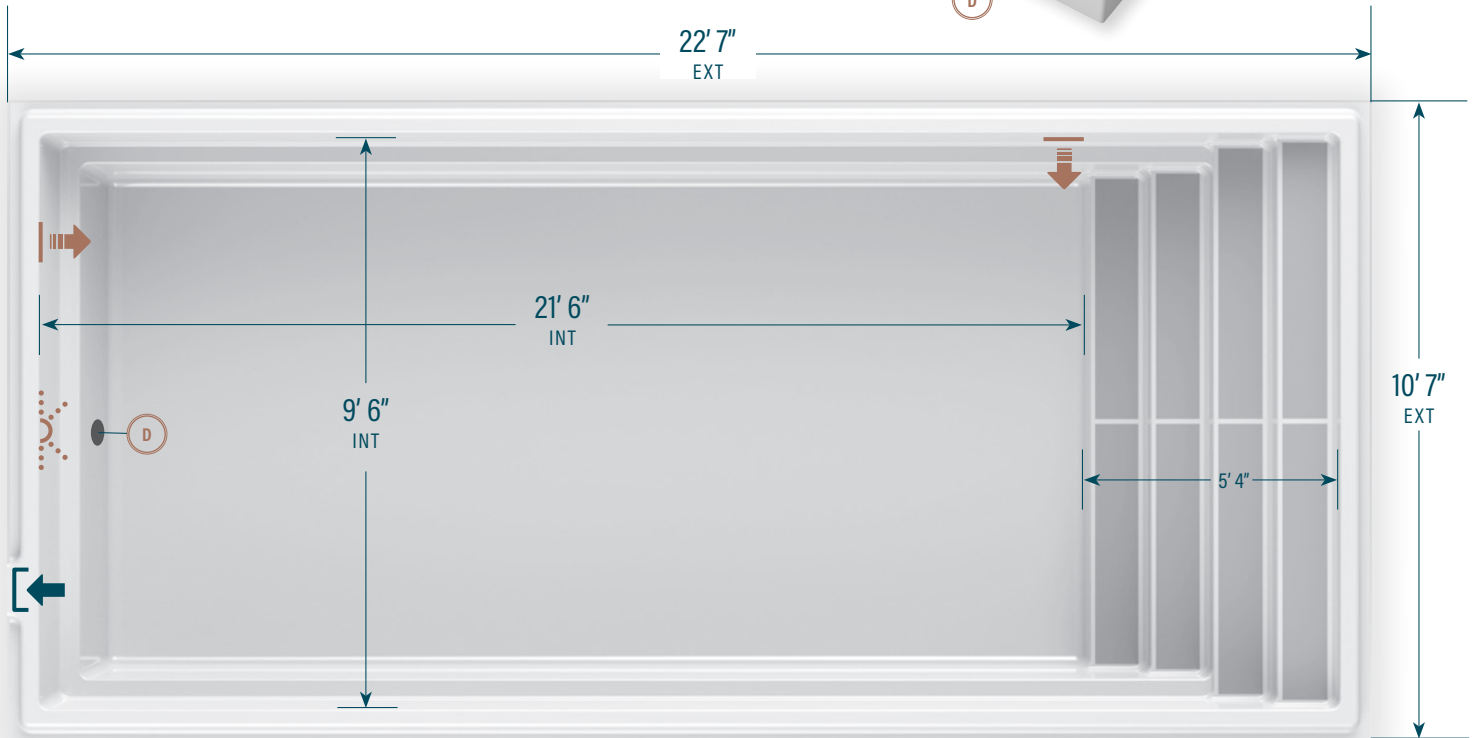 D
22' 7"
EXT
21' 6"
INT
9' 6"
INT
10' 7"
EXT
D
5' 4"